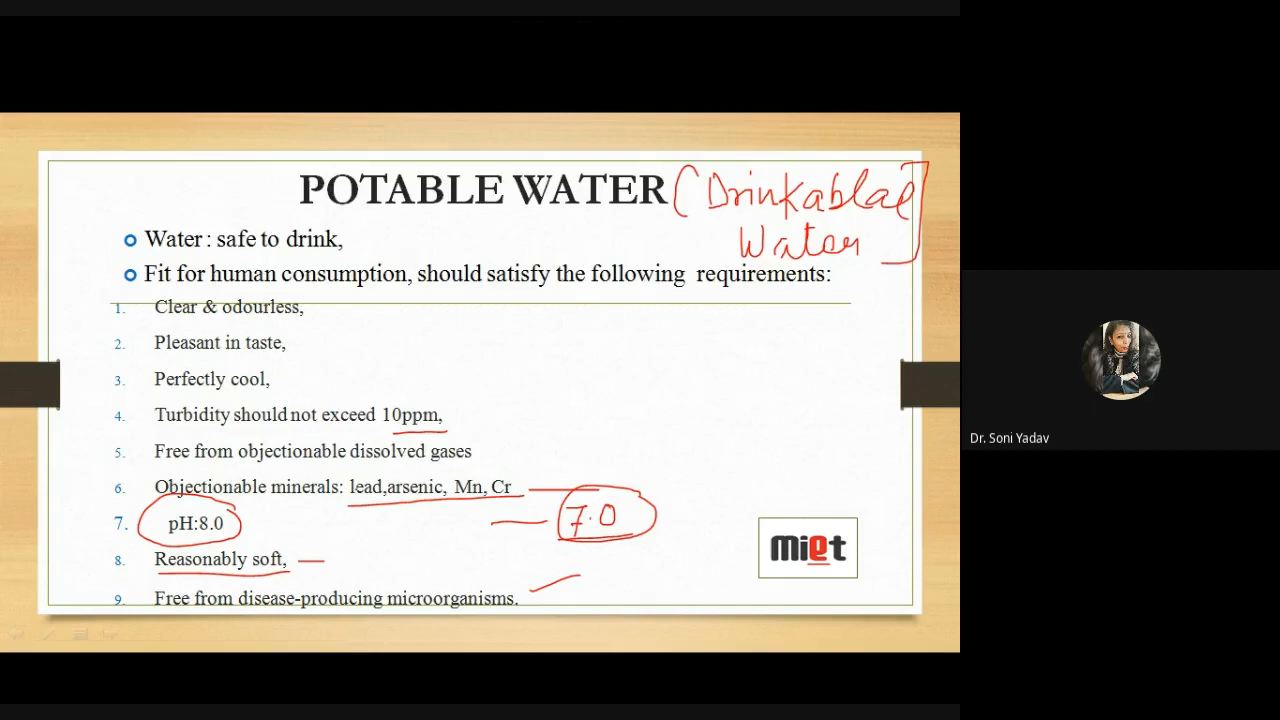 POTABLE WATER (Drinkablae]
Water
Water : safe to drink,
Fit for human consumption, should satisfy the following requirements:
1. Clear & odourless,
2. Pleasant in taste,
3. Perfectly cool,
4. Turbidity should not exceed 10ppm,
5. Free from objectionable dissolved gases
6. Objectionable minerals: lead,arsenic, Mn, Cr
7. pH:8.0 — 7.0
8. Reasonably soft,
9. Free from disease-producing microorganisms.
miet
Dr. Soni Yadav